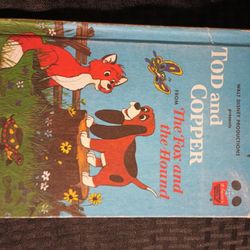 WALT DISNEY PRODUCTIONS
presents
TOD and
COPPER
FROM
The Fox and
the Hound